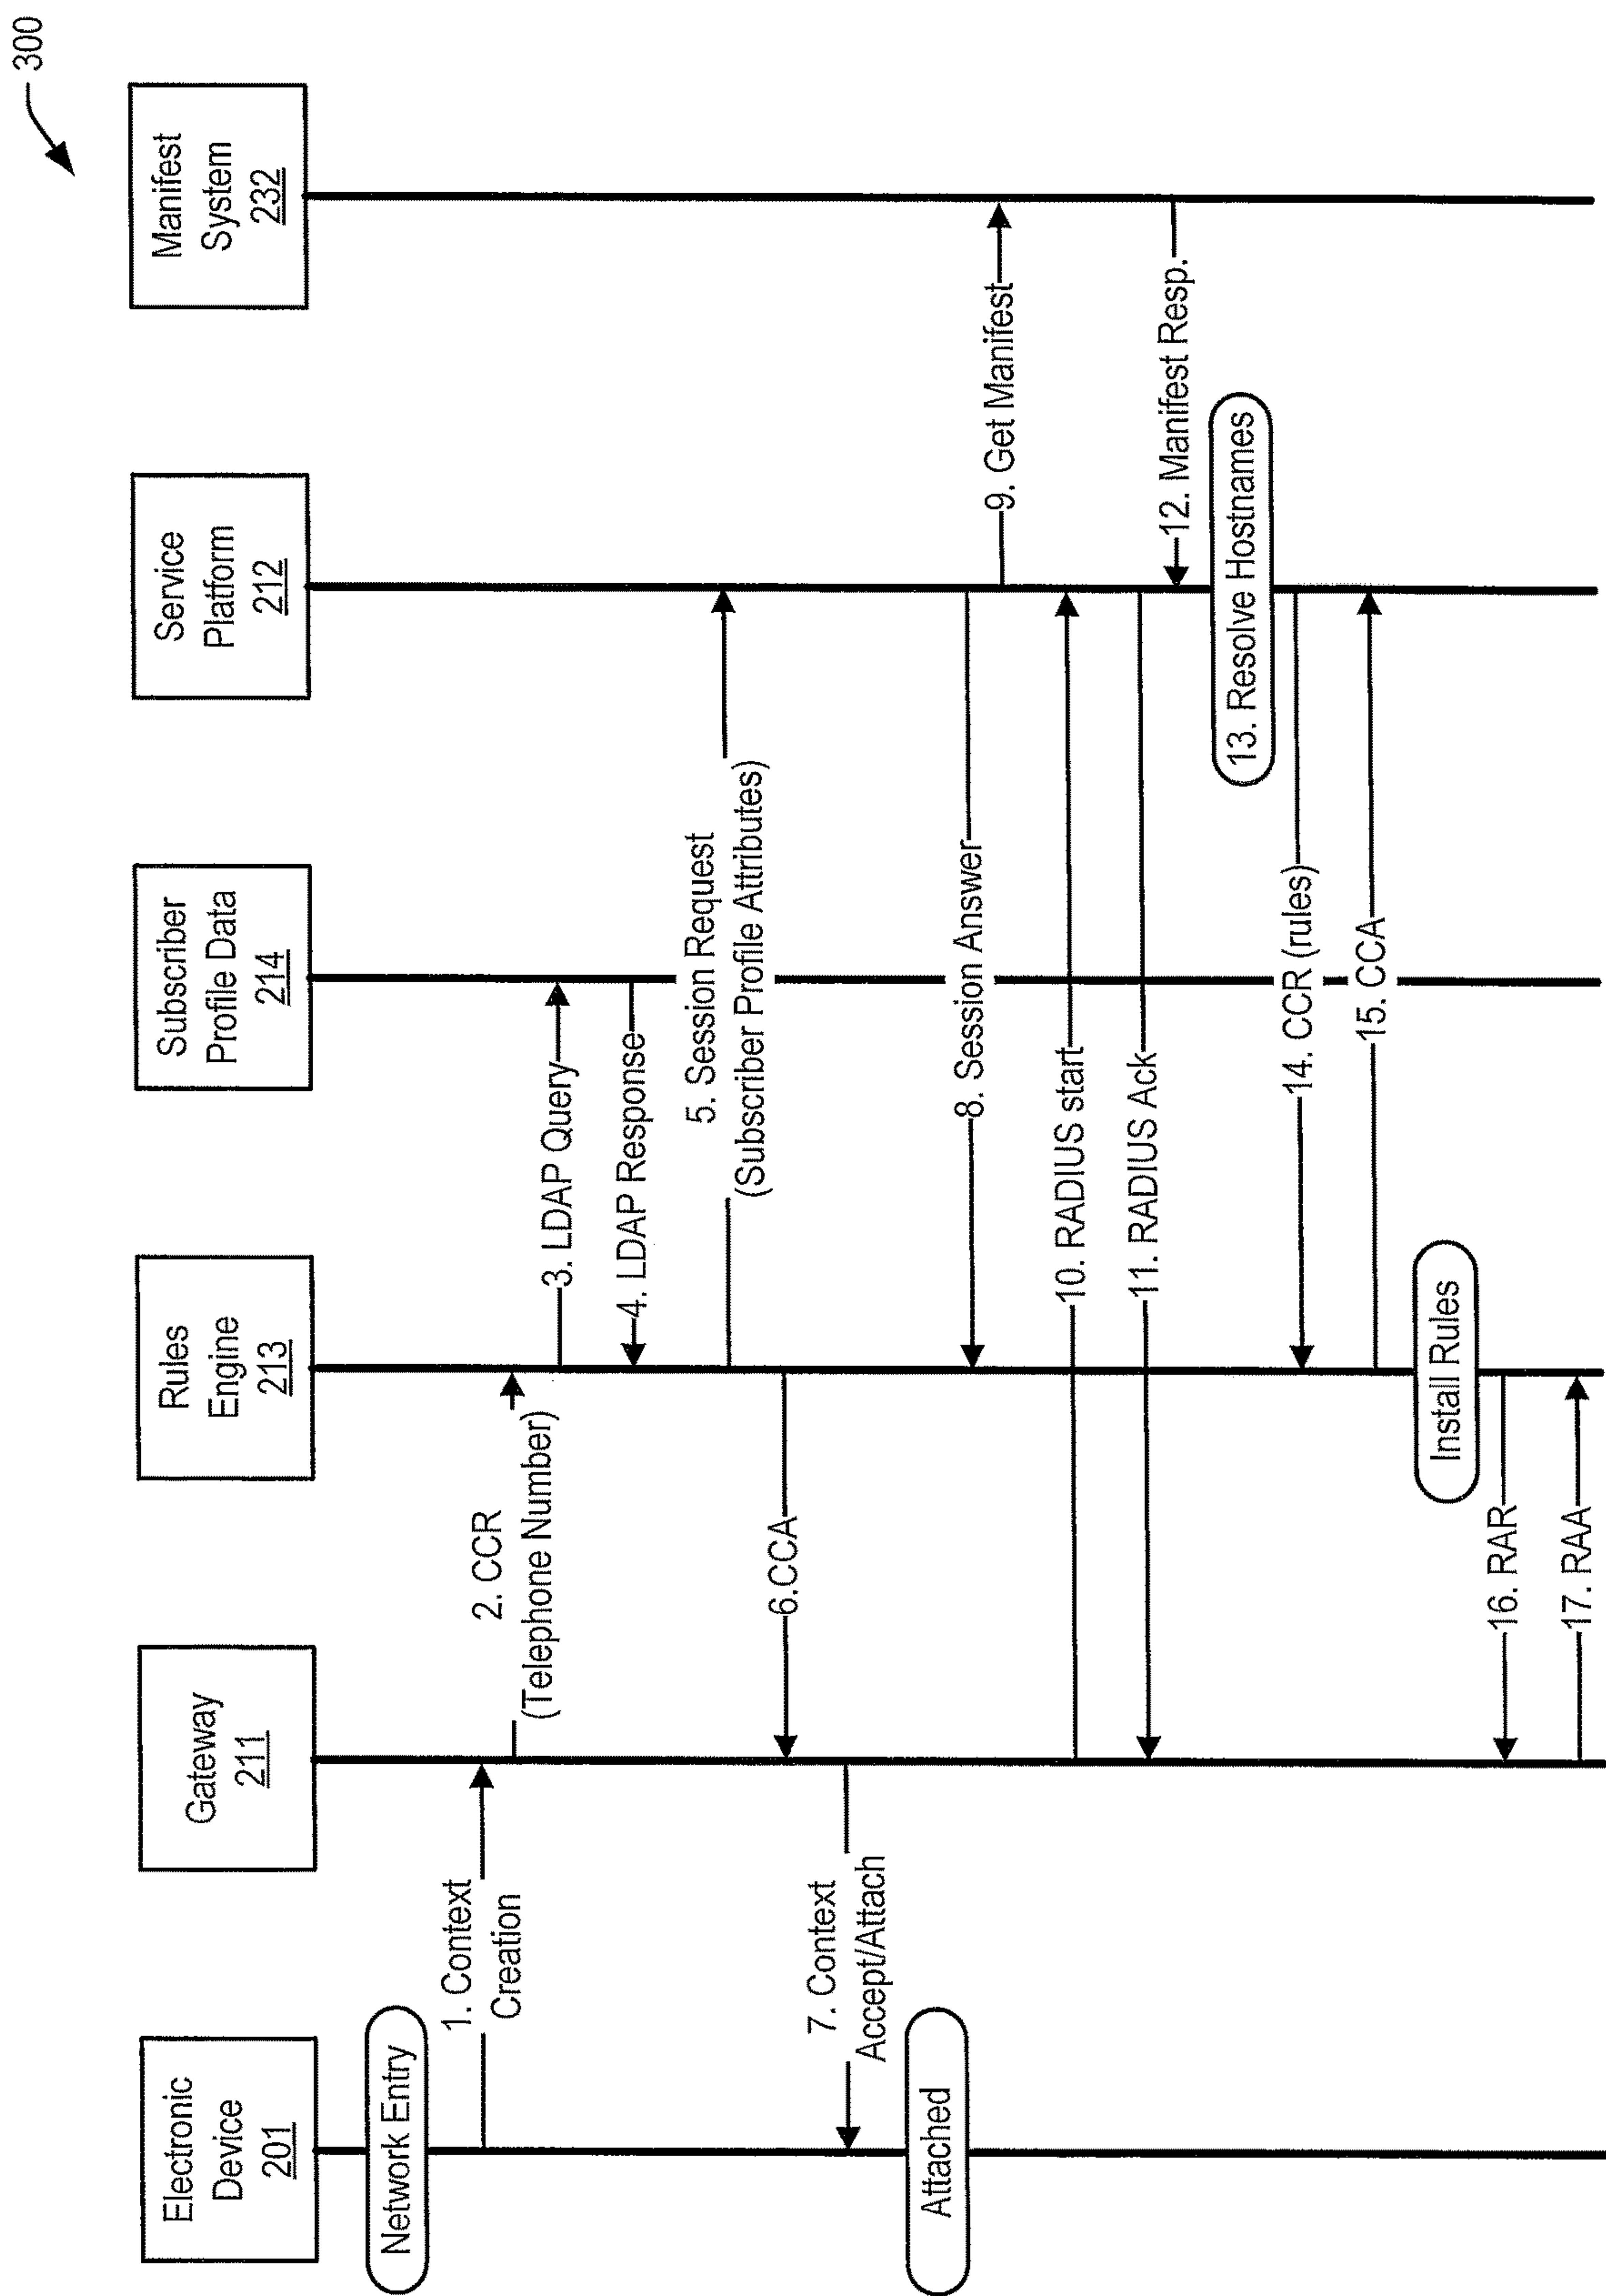 300
Electronic
Device
201
Gateway
211
Rules
Engine
213
Subscriber
Profile Data
214
Service
Platform
212
Manifest
System
232
Network Entry
1. Context
Creation
2. CCR
(Telephone Number)
3. LDAP Query
4. LDAP Response
5. Session Request
(Subscriber Profile Attributes)
6.CCA
7. Context
Accept/Attach
Attached
8. Session Answer
9. Get Manifest
10. RADIUS start
11. RADIUS Ack
12. Manifest Resp.
13. Resolve Hostnames
14. CCR (rules)
15. CCA
Install Rules
16. RAR
17. RAA